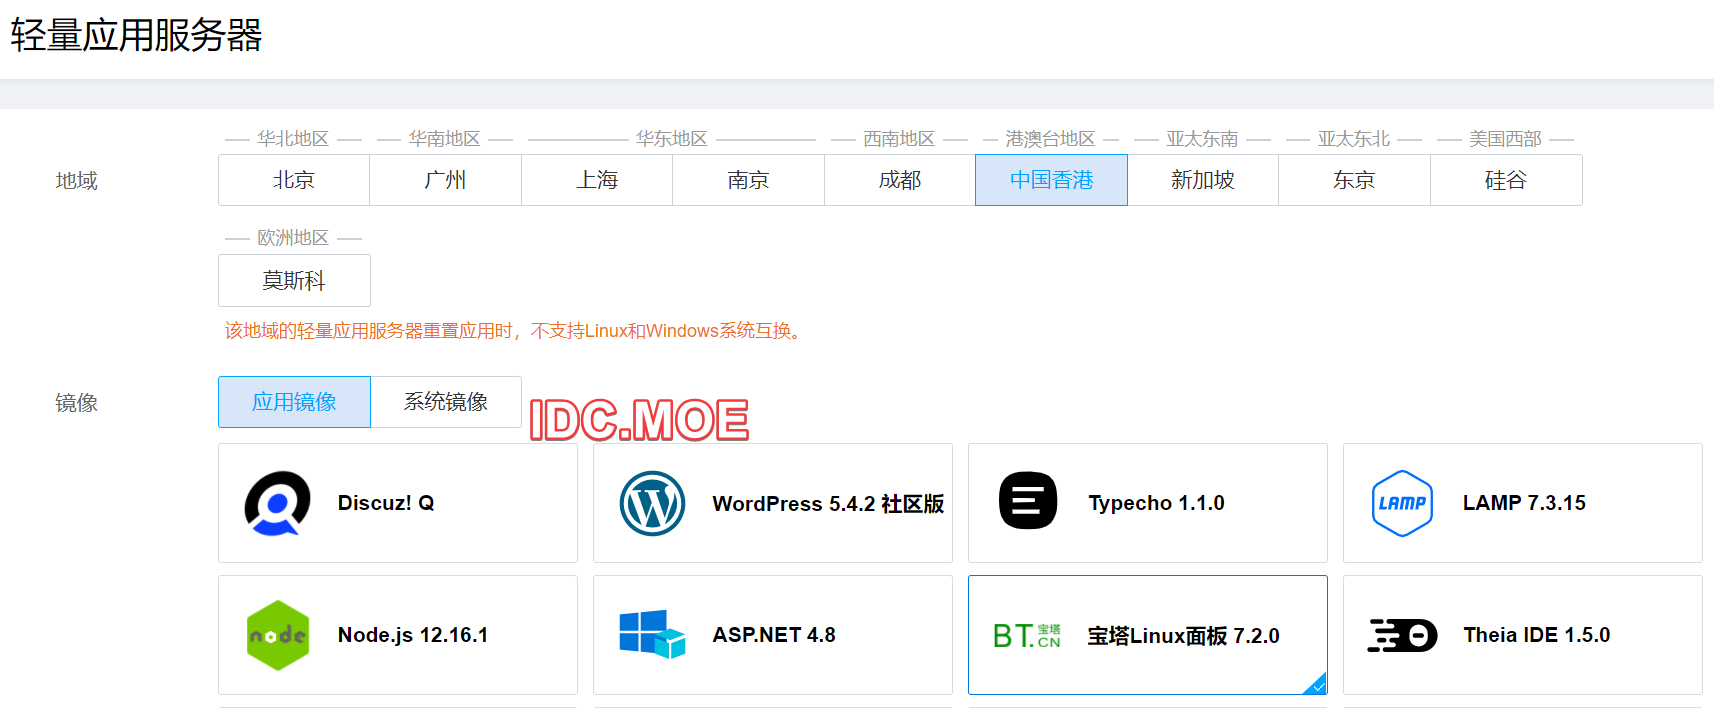 轻量应用服务器
华北地区 华南地区 华东地区 西南地区 港澳台地区 亚太东南 亚太东北 美国西部
地域 北京 广州 上海 南京 成都 中国香港 新加坡 东京 硅谷
欧洲地区
莫斯科
该地域的轻量应用服务器重置应用时，不支持Linux和Windows系统互换。
镜像 应用镜像 系统镜像 IDC.MOE
Discuz! Q WordPress 5.4.2 社区版 Typecho 1.1.0 LAMP LAMP 7.3.15
node Node.js 12.16.1 ASP.NET 4.8 BT.宝塔CN 宝塔Linux面板 7.2.0 Theia IDE 1.5.0